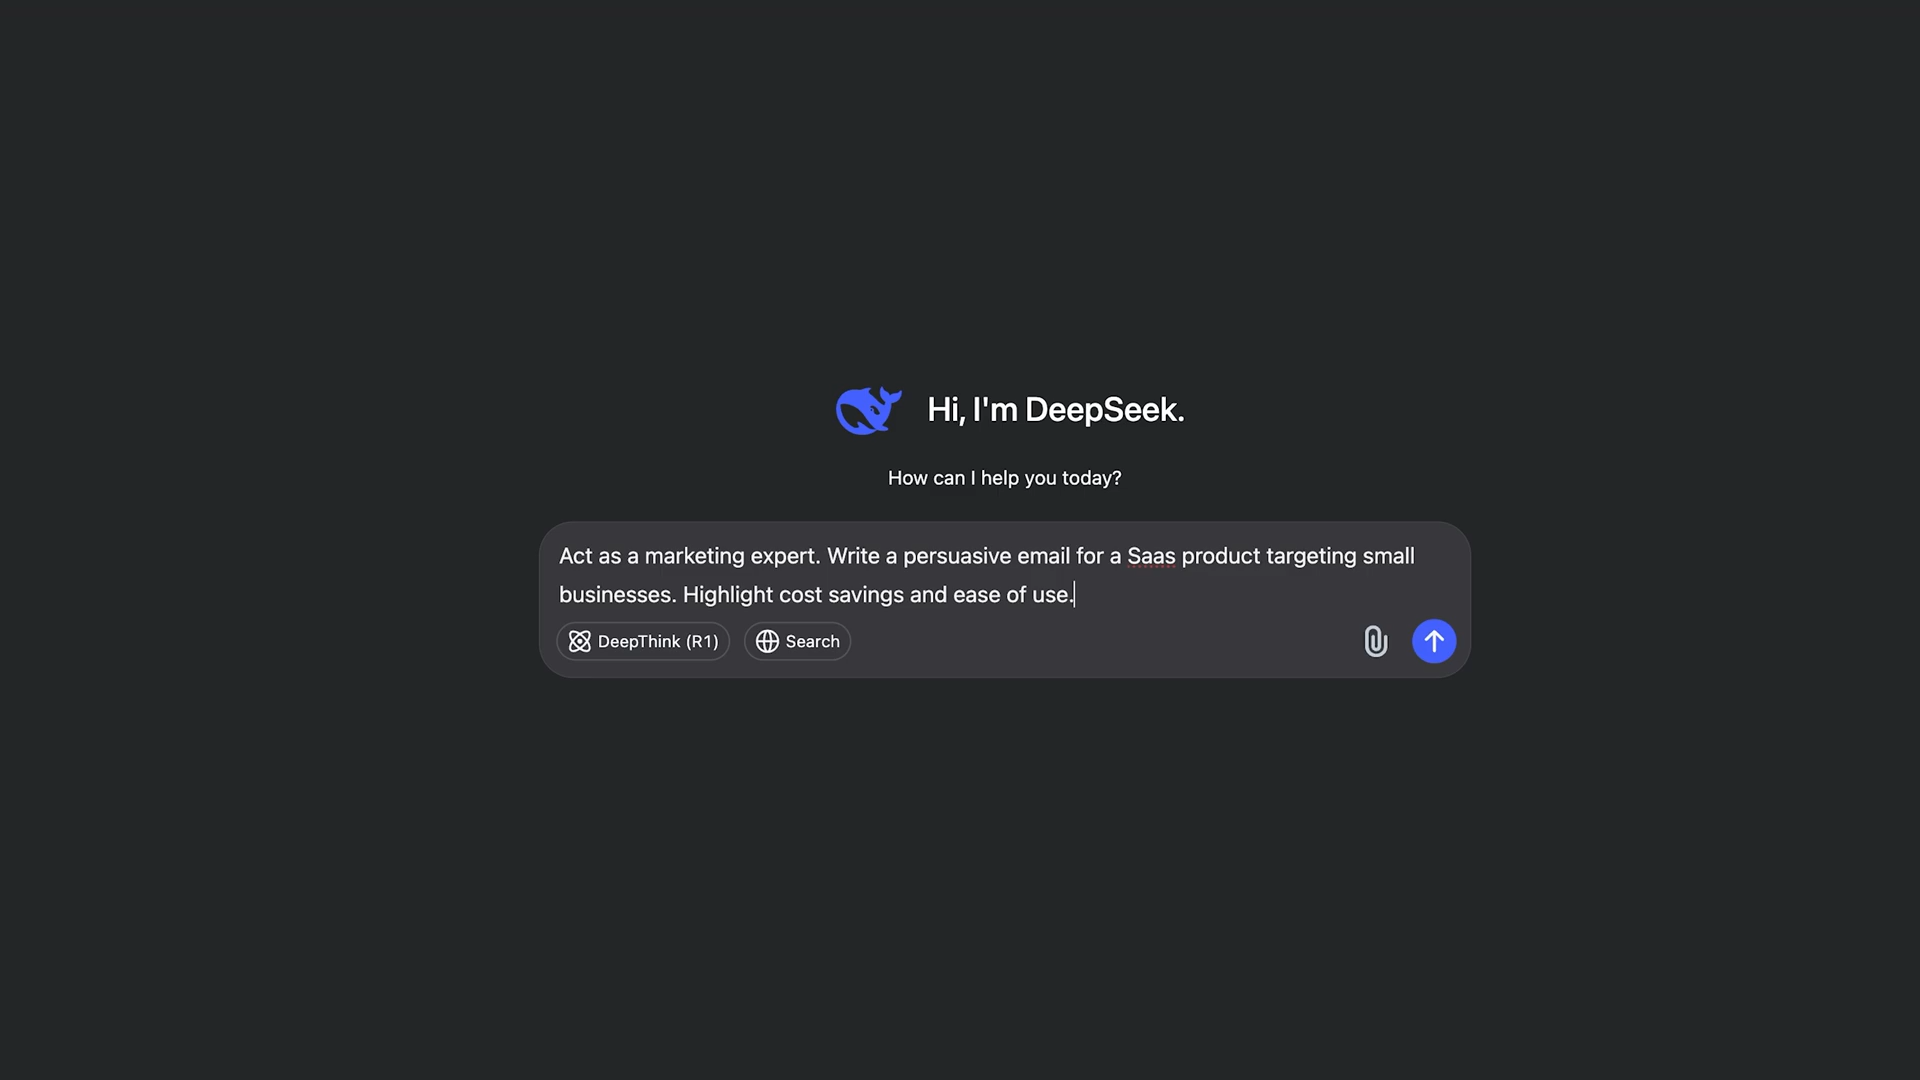 Hi, I'm DeepSeek.
How can I help you today?
Act as a marketing expert. Write a persuasive email for a Saas product targeting small
businesses. Highlight cost savings and ease of use.
DeepThink (R1) Search